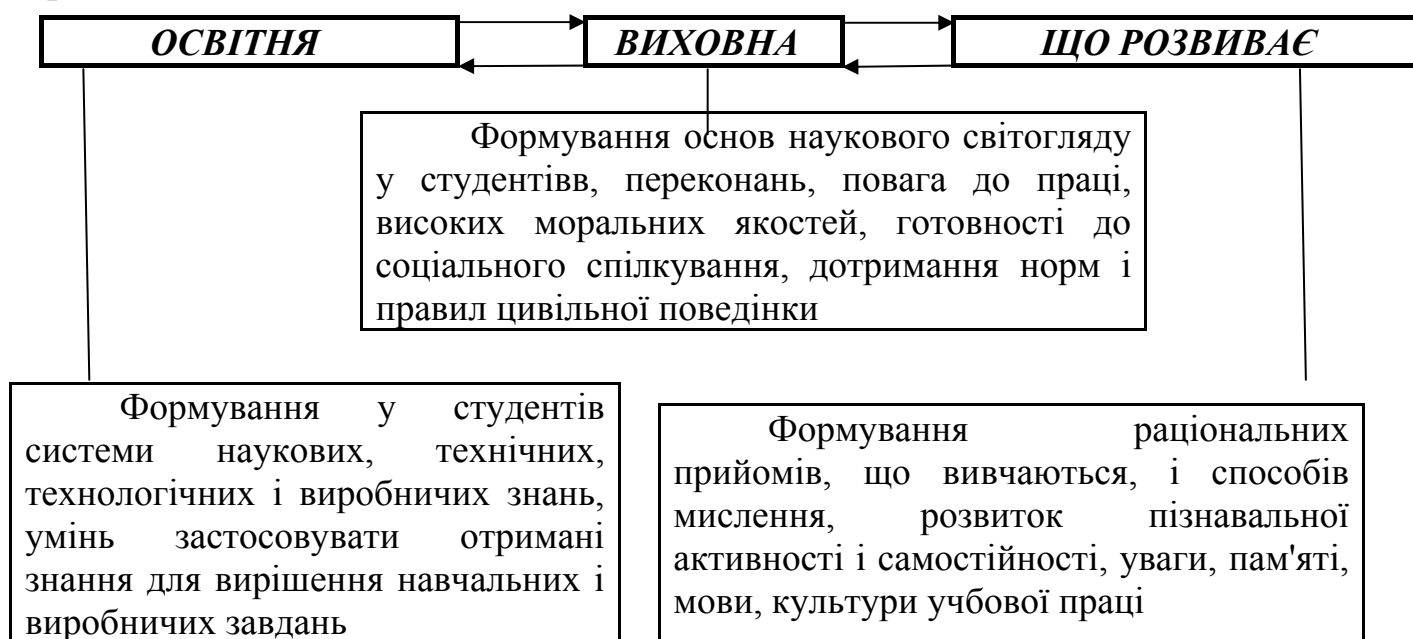 ОСВІТНЯ
ВИХОВНА
ЩО РОЗВИВАЄ
Формування основ наукового світогляду
у студентівв, переконань, повага до праці,
високих моральних якостей, готовності до
соціального спілкування, дотримання норм і
правил цивільної поведінки
Формування у студентів
системи наукових, технічних,
технологічних і виробничих знань,
умінь застосовувати отримані
знання для вирішення навчальних і
виробничих завдань
Формування раціональних
прийомів, що вивчаються, і способів
мислення, розвиток пізнавальної
активності і самостійності, уваги, пам'яті,
мови, культури учбової праці